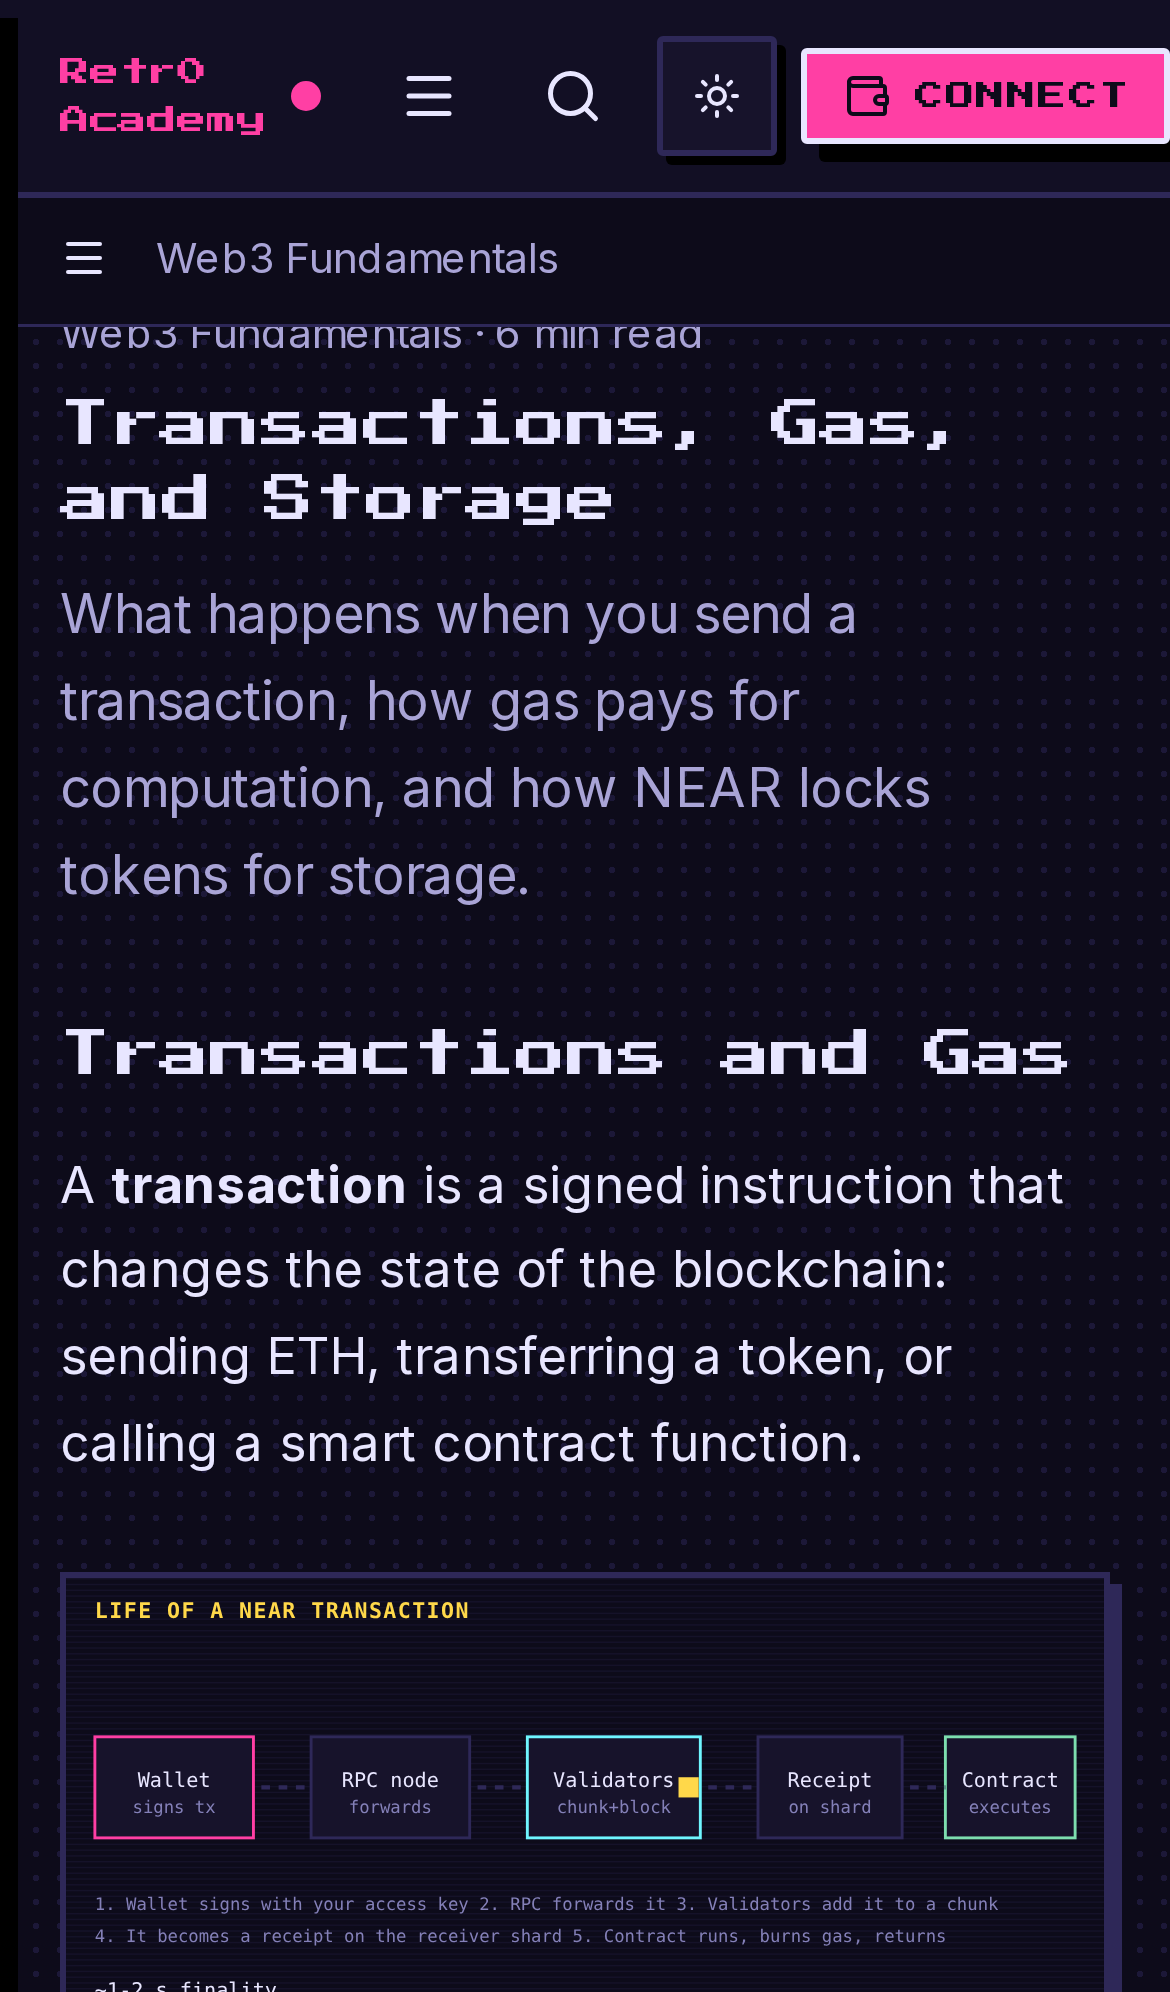 Retr0
Academy
CONNECT
Web3 Fundamentals
Web3 Fundamentals · 6 min read
Transactions, Gas,
and Storage
What happens when you send a
transaction, how gas pays for
computation, and how NEAR locks
tokens for storage.
Transactions and Gas
A transaction is a signed instruction that
changes the state of the blockchain:
sending ETH, transferring a token, or
calling a smart contract function.
LIFE OF A NEAR TRANSACTION
Wallet
signs tx
RPC node
forwards
Validators
chunk+block
Receipt
on shard
Contract
executes
1. Wallet signs with your access key 2. RPC forwards it 3. Validators add it to a chunk
4. It becomes a receipt on the receiver shard 5. Contract runs, burns gas, returns
~1-2 s finality